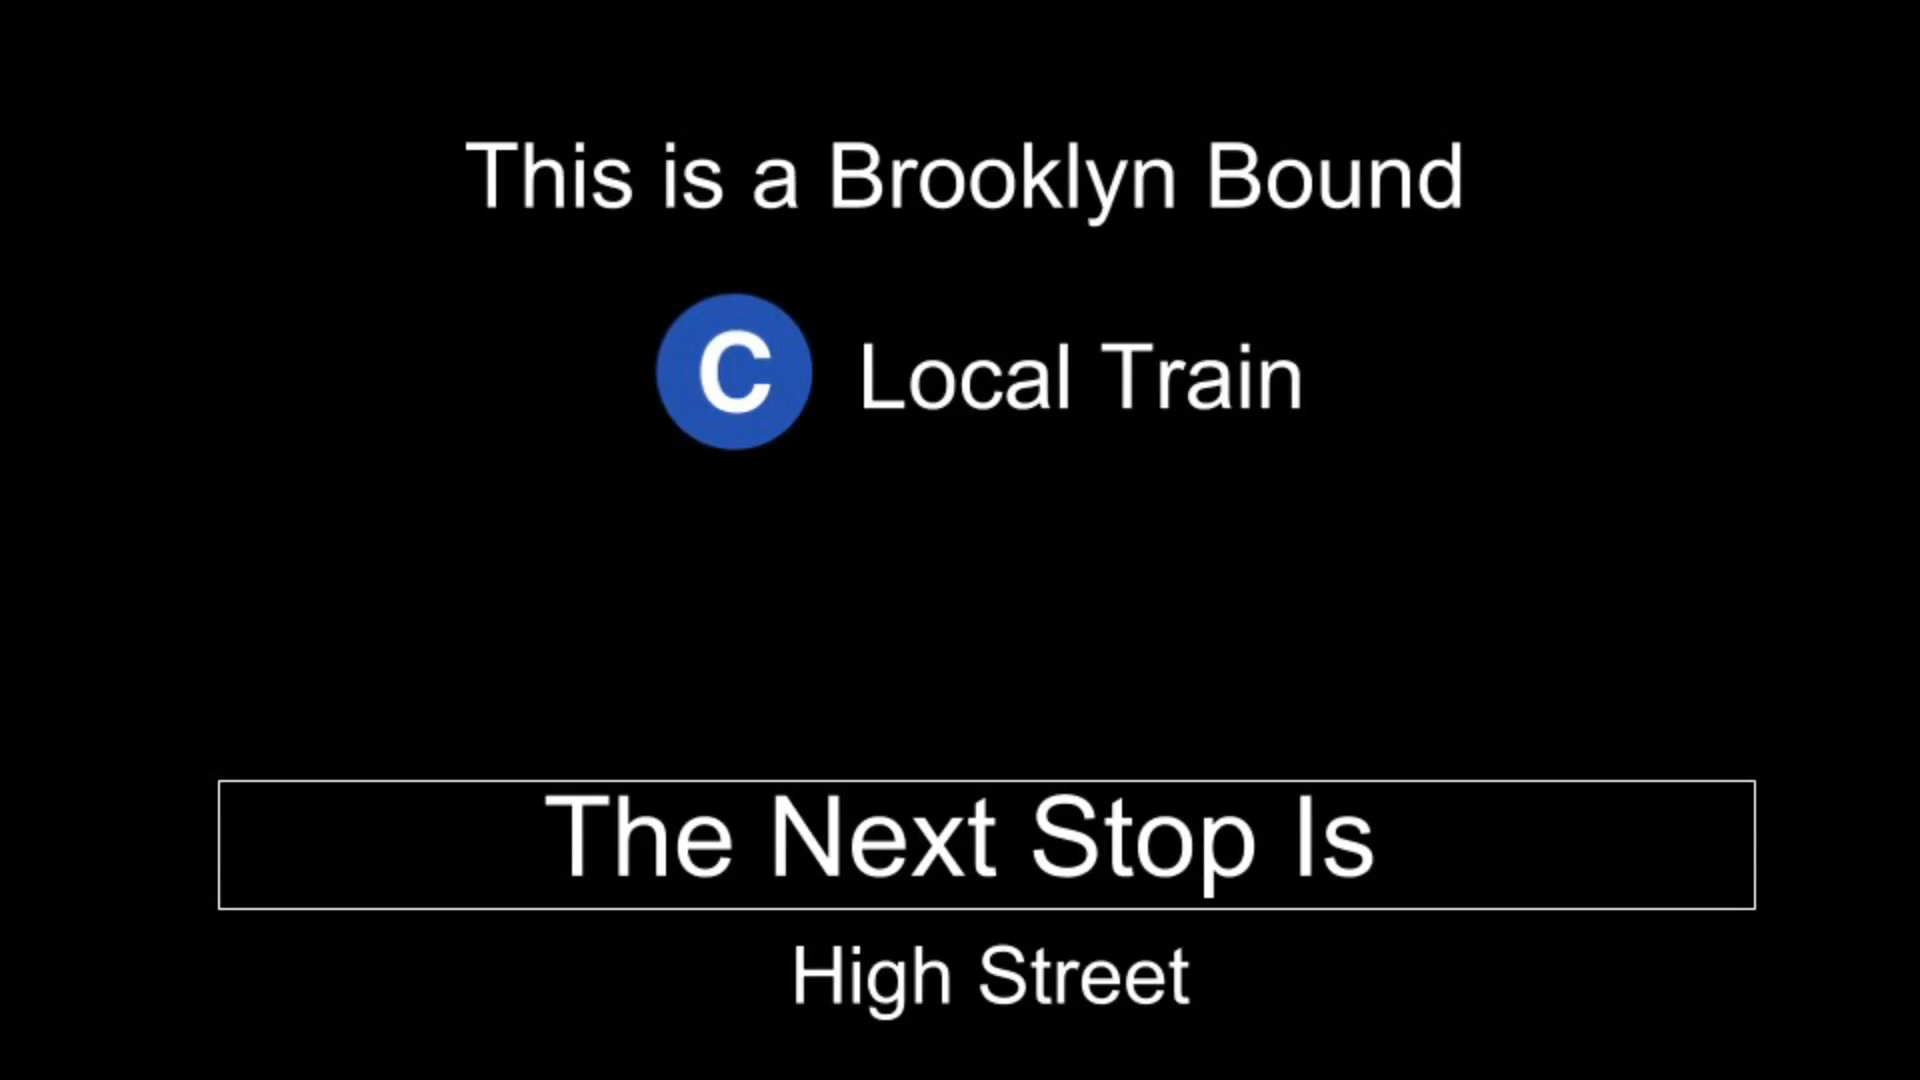 This is a Brooklyn Bound
C Local Train
The Next Stop Is
High Street